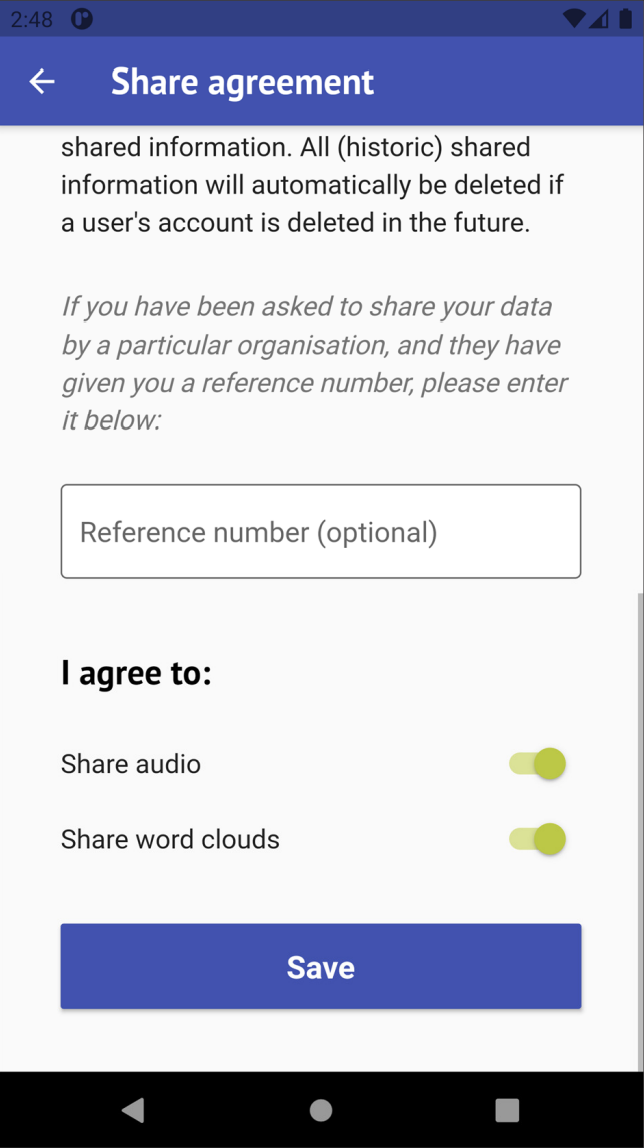 2:48
Share agreement
shared information. All (historic) shared
information will automatically be deleted if
a user's account is deleted in the future.
If you have been asked to share your data
by a particular organisation, and they have
given you a reference number, please enter
it below:
Reference number (optional)
I agree to:
Share audio
Share word clouds
Save